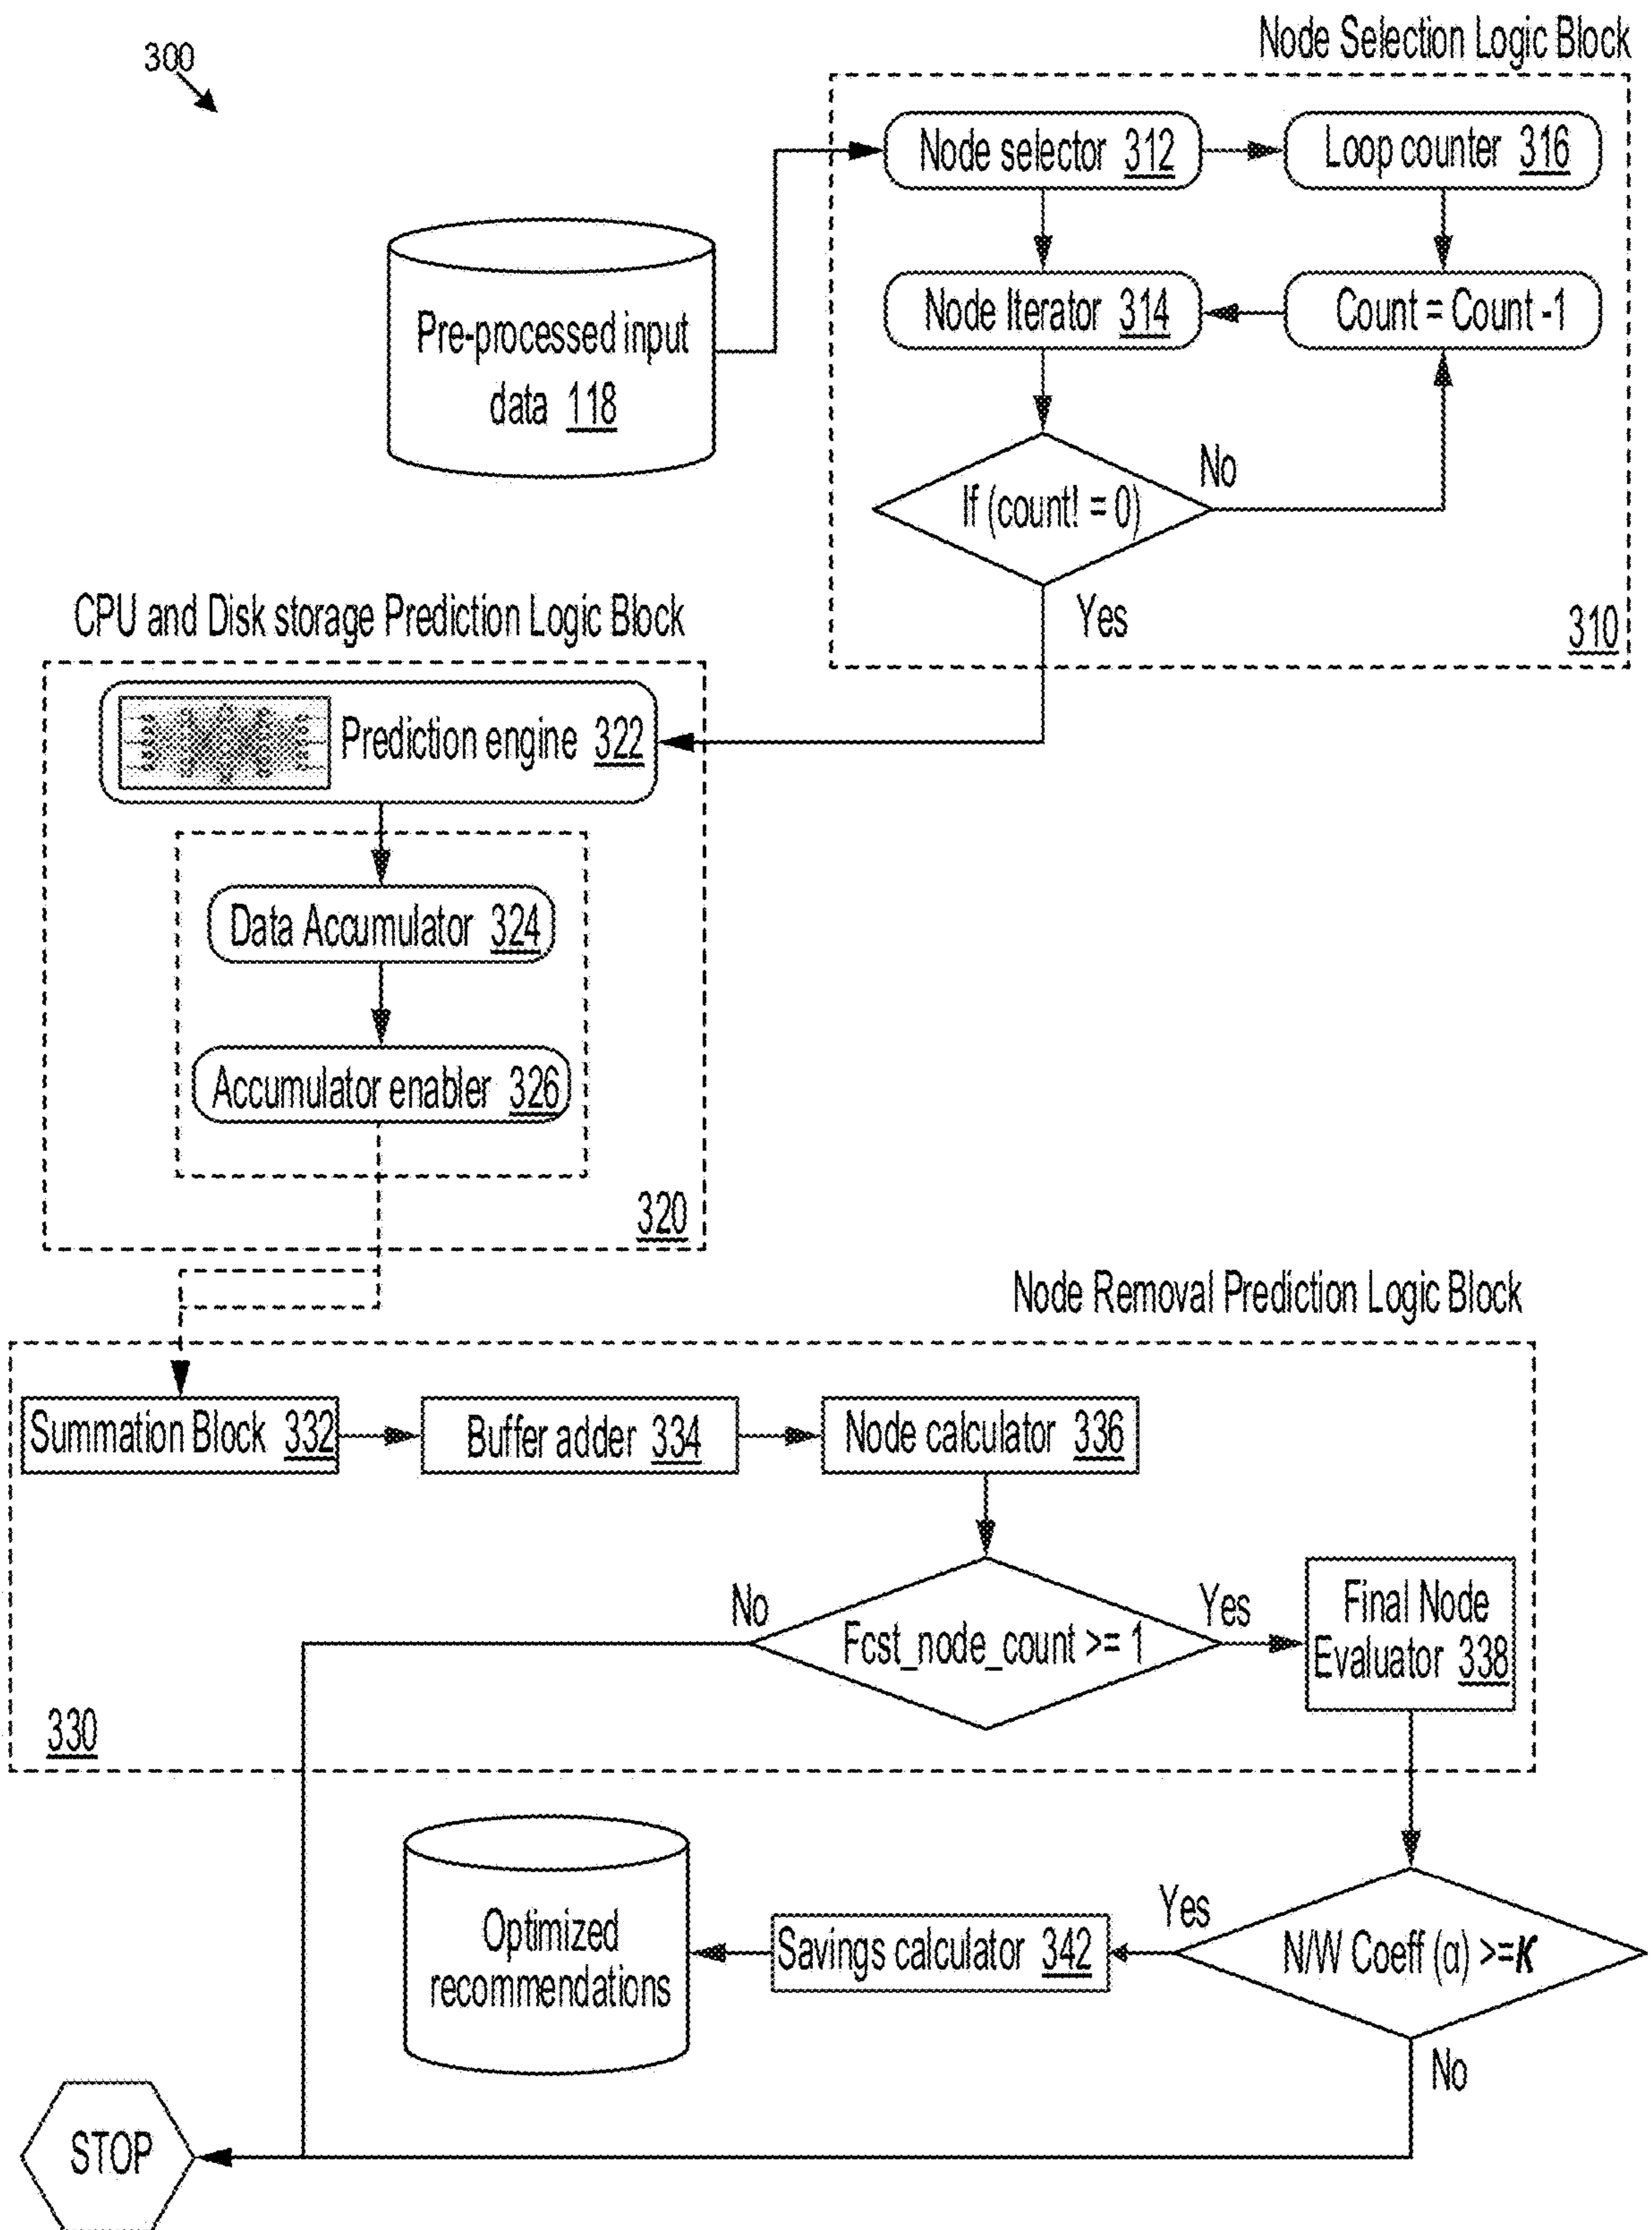 300
Node Selection Logic Block
Node selector 312
Loop counter 316
Pre-processed input
data 118
Node Iterator 314
Count = Count -1
If (count! = 0)
No
Yes
310
CPU and Disk storage Prediction Logic Block
Prediction engine 322
Data Accumulator 324
Accumulator enabler 326
320
Node Removal Prediction Logic Block
Summation Block 332
Buffer adder 334
Node calculator 336
No
Fcst_node_count >= 1
Yes
Final Node
Evaluator 338
330
Optimized
recommendations
Savings calculator 342
Yes
N/W Coeff (α) >=K
No
STOP